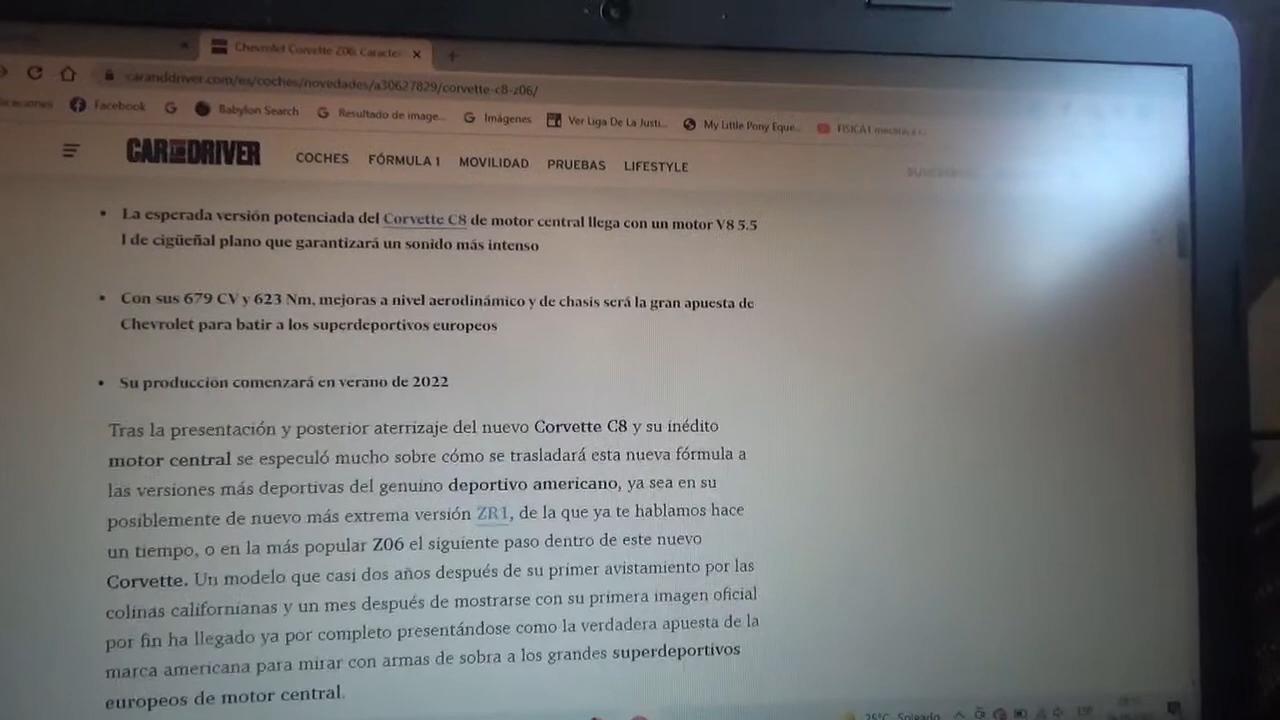 Chevrolet Corvette Z06: Caracte
caranddriver.com/es/coches/novedades/a30627829/corvette-c8-z06/
Facebook
Babylon Search
Resultado de image...
Imágenes
Ver Liga De La Justi...
My Little Pony Eque...
CAR AND DRIVER
COCHES
FÓRMULA 1
MOVILIDAD
PRUEBAS
LIFESTYLE
• La esperada versión potenciada del Corvette C8 de motor central llega con un motor V8 5.5
l de cigüeñal plano que garantizará un sonido más intenso
• Con sus 679 CV y 623 Nm, mejoras a nivel aerodinámico y de chasis será la gran apuesta de
Chevrolet para batir a los superdeportivos europeos
• Su producción comenzará en verano de 2022
Tras la presentación y posterior aterrizaje del nuevo Corvette C8 y su inédito
motor central se especuló mucho sobre cómo se trasladará esta nueva fórmula a
las versiones más deportivas del genuino deportivo americano, ya sea en su
posiblemente de nuevo más extrema versión ZR1, de la que ya te hablamos hace
un tiempo, o en la más popular Z06 el siguiente paso dentro de este nuevo
Corvette. Un modelo que casi dos años después de su primer avistamiento por las
colinas californianas y un mes después de mostrarse con su primera imagen oficial
por fin ha llegado ya por completo presentándose como la verdadera apuesta de la
marca americana para mirar con armas de sobra a los grandes superdeportivos
europeos de motor central.
25°C Soleado
ESP